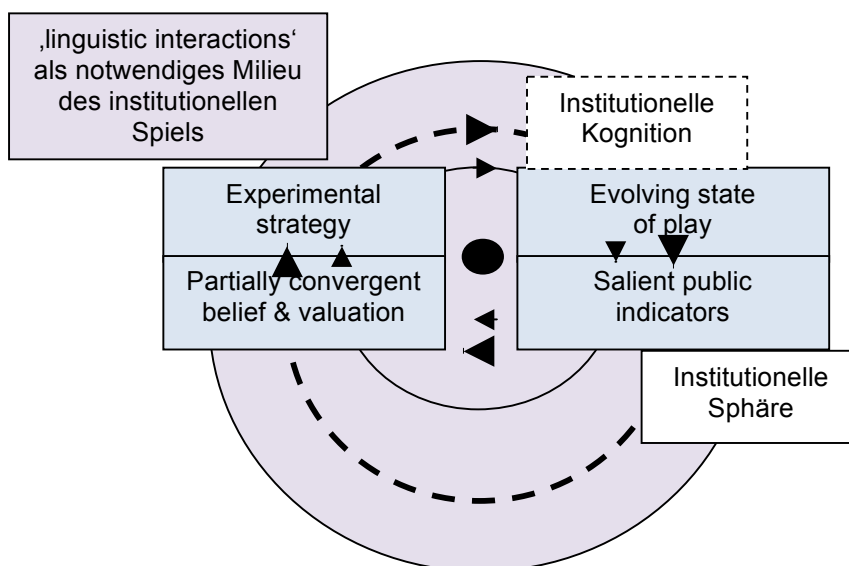 ‚linguistic interactions‘
als notwendiges Milieu
des institutionellen
Spiels
Institutionelle
Kognition
Experimental
strategy
Evolving state
of play
Partially convergent
belief & valuation
Salient public
indicators
Institutionelle
Sphäre